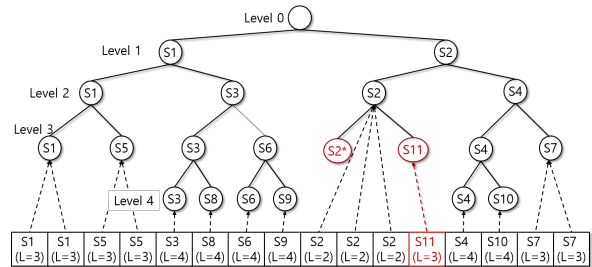 Level 0
Level 1
S1
S2
Level 2
S1
S3
S2
S4
Level 3
S1
S5
S3
S6
S2*
S11
S4
S7
Level 4
S3
S8
S6
S9
S4
S10
S1 S1 S5 S5 S3 S8 S6 S9 S2 S2 S2 S11 S4 S10 S7 S7
(L=3) (L=3) (L=3) (L=3) (L=4) (L=4) (L=4) (L=4) (L=2) (L=2) (L=2) (L=3) (L=4) (L=4) (L=3) (L=3)